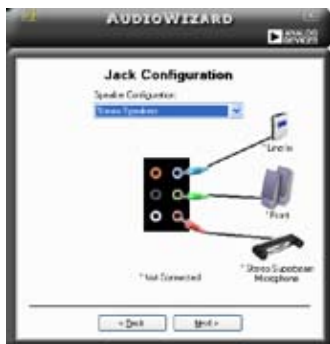 AUDIOWIZARD
ANALOG
DEVICES
Jack Configuration
Speaker Configuration:
Stereo Speakers
* Line In
* Front
* Not Connected
* Stereo Superbeam
Microphone
< Back
Next >